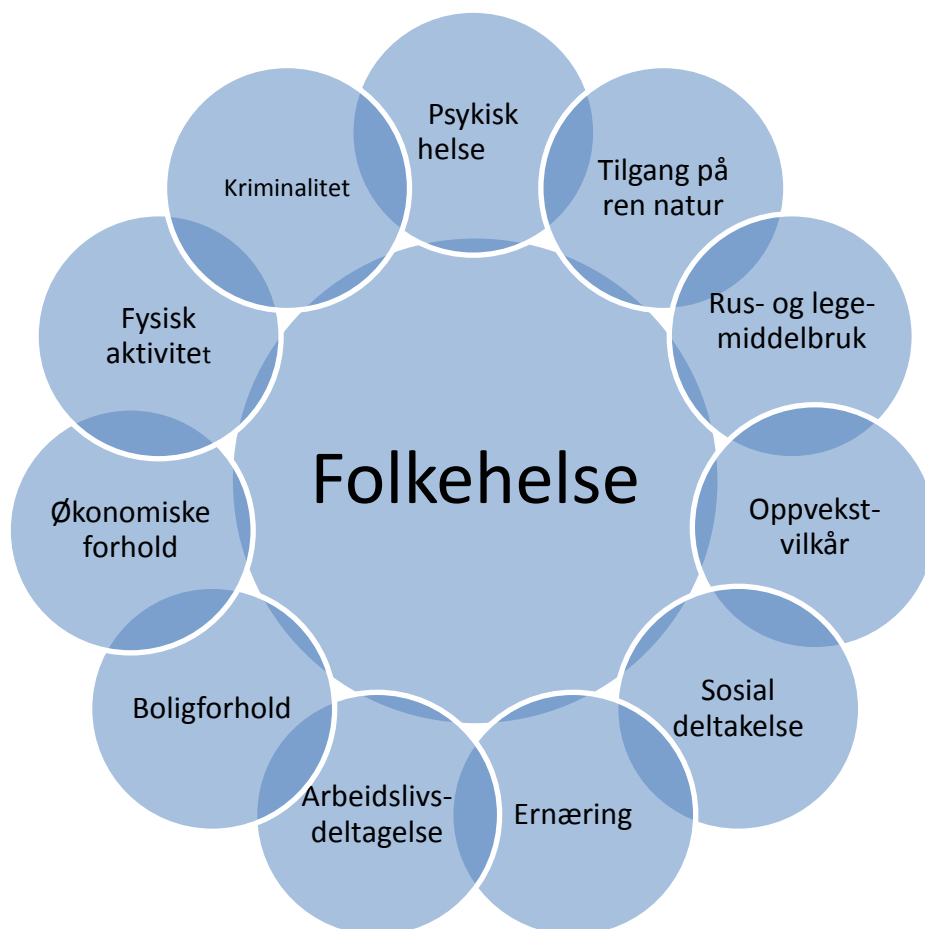 Psykisk
helse
Tilgang på
ren natur
Rus- og lege-
middelbruk
Oppvekst-
vilkår
Sosial
deltakelse
Ernæring
Arbeidslivs-
deltagelse
Boligforhold
Økonomiske
forhold
Fysisk
aktivitet
Kriminalitet
Folkehelse